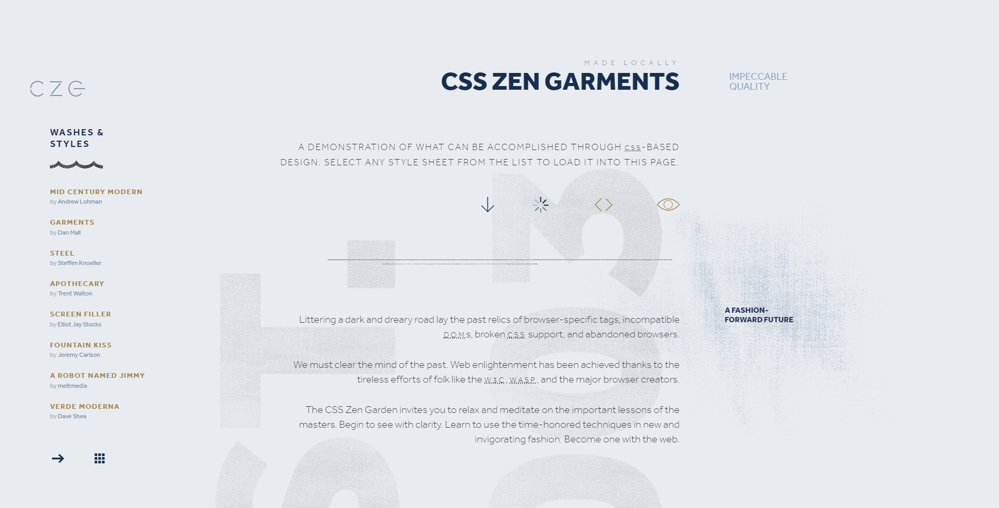 MADE LOCALLY
CSS ZEN GARMENTS
IMPECCABLE
QUALITY
CZG
WASHES &
STYLES
MID CENTURY MODERN
by Andrew Lohman
GARMENTS
by Dan Mall
STEEL
by Steffen Knoeller
APOTHECARY
by Trent Walton
SCREEN FILLER
by Elliot Jay Stocks
FOUNTAIN KISS
by Jeremy Carlson
A ROBOT NAMED JIMMY
by meltmedia
VERDE MODERNA
by Dave Shea
A DEMONSTRATION OF WHAT CAN BE ACCOMPLISHED THROUGH CSS-BASED
DESIGN. SELECT ANY STYLE SHEET FROM THE LIST TO LOAD IT INTO THIS PAGE.
Littering a dark and dreary road lay the past relics of browser-specific tags, incompatible
DOMs, broken CSS support, and abandoned browsers.
We must clear the mind of the past. Web enlightenment has been achieved thanks to the
tireless efforts of folk like the W3C, WASP, and the major browser creators.
The CSS Zen Garden invites you to relax and meditate on the important lessons of the
masters. Begin to see with clarity. Learn to use the time-honored techniques in new and
invigorating fashion. Become one with the web.
A FASHION-
FORWARD FUTURE